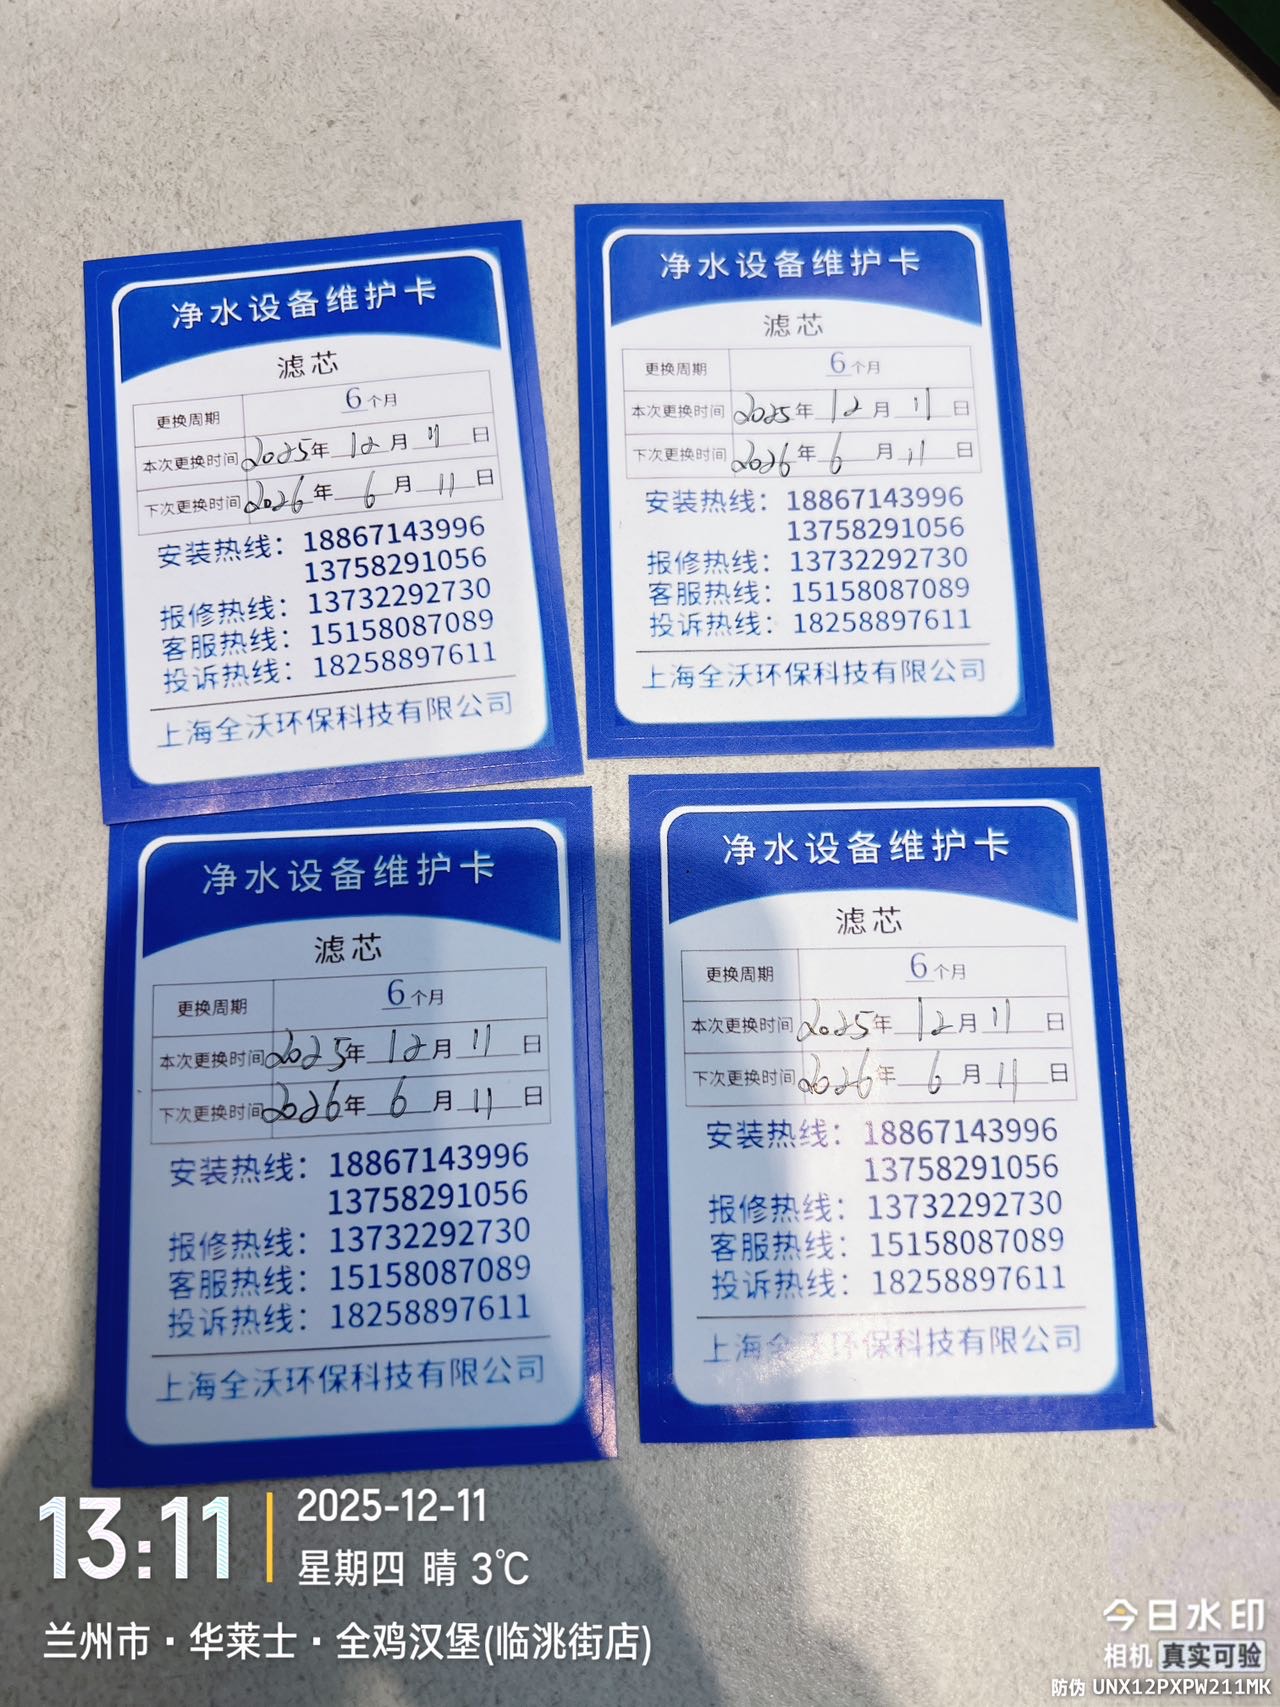 净水设备维护卡
滤芯
更换周期 6个月
本次更换时间 2025年 12月 11日
下次更换时间 2026年 6月 11日
安装热线：18867143996
13758291056
报修热线：13732292730
客服热线：15158087089
投诉热线：18258897611
上海全沃环保科技有限公司
净水设备维护卡
滤芯
更换周期 6个月
本次更换时间 2025年 12月 11日
下次更换时间 2026年 6月 11日
安装热线：18867143996
13758291056
报修热线：13732292730
客服热线：15158087089
投诉热线：18258897611
上海全沃环保科技有限公司
净水设备维护卡
滤芯
更换周期 6个月
本次更换时间 2025年 12月 11日
下次更换时间 2026年 6月 11日
安装热线：18867143996
13758291056
报修热线：13732292730
客服热线：15158087089
投诉热线：18258897611
上海全沃环保科技有限公司
净水设备维护卡
滤芯
更换周期 6个月
本次更换时间 2025年 12月 11日
下次更换时间 2026年 6月 11日
安装热线：18867143996
13758291056
报修热线：13732292730
客服热线：15158087089
投诉热线：18258897611
上海全沃环保科技有限公司
13:11
2025-12-11
星期四 晴 3℃
兰州市·华莱士·全鸡汉堡(临洮街店)
今日水印
相机 真实可验
防伪 UNX12PXPW211MK